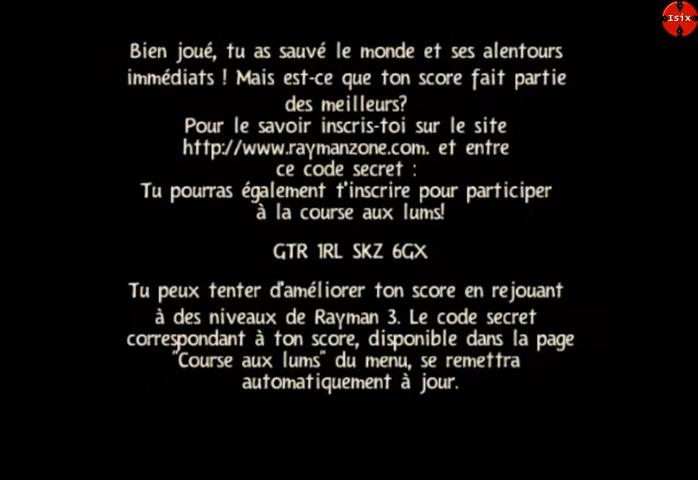 Isix
Bien joué, tu as sauvé le monde et ses alentours
immédiats ! Mais est-ce que ton score fait partie
des meilleurs?
Pour le savoir inscris-toi sur le site
http://www.raymanzone.com. et entre
ce code secret :
Tu pourras également t'inscrire pour participer
à la course aux lums!
GTR 1RL SKZ 6GX
Tu peux tenter d'améliorer ton score en rejouant
à des niveaux de Rayman 3. Le code secret
correspondant à ton score, disponible dans la page
"Course aux lums" du menu, se remettra
automatiquement à jour.